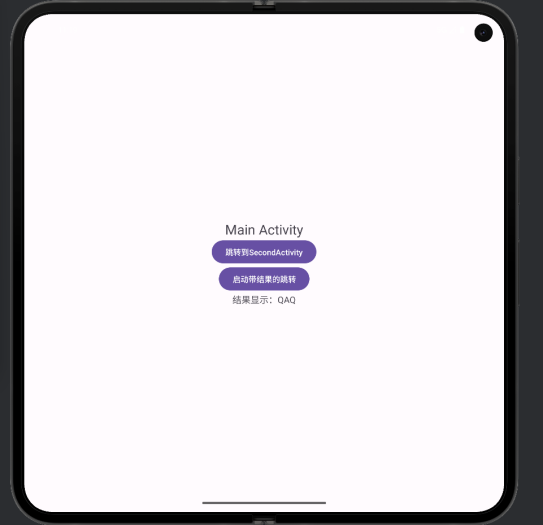 Main Activity
跳转到SecondActivity
启动带结果的跳转
结果显示：QAQ